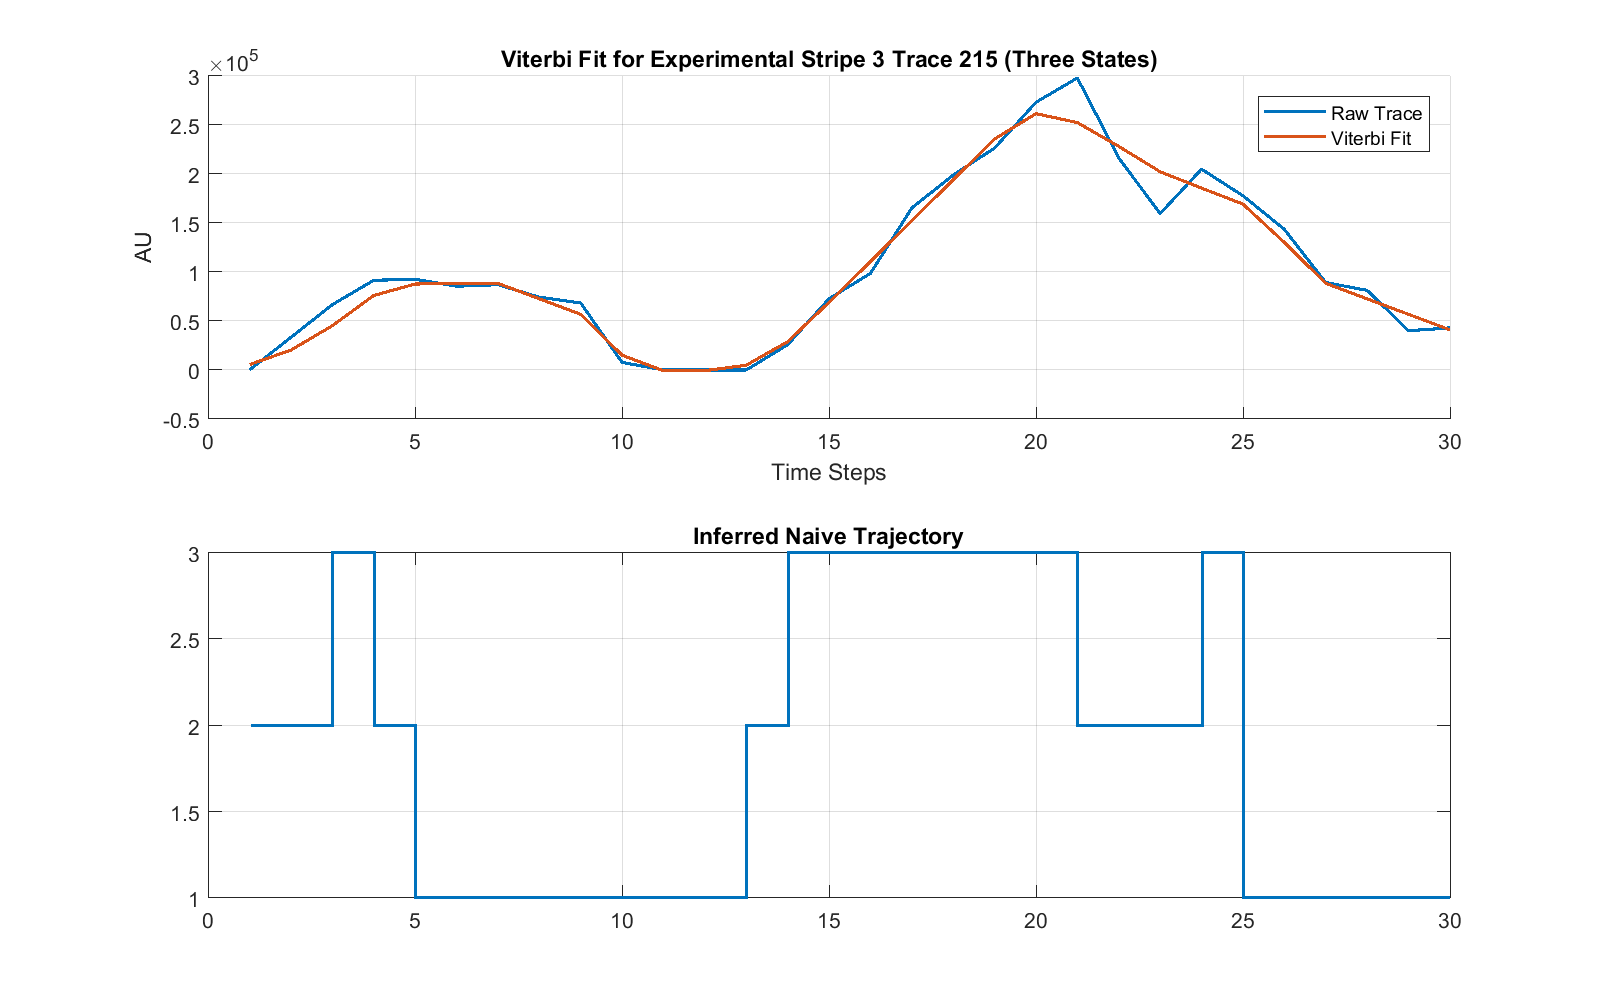 Viterbi Fit for Experimental Stripe 3 Trace 215 (Three States)
×10^5
3
2.5
2
1.5
1
0.5
0
-0.5
AU
Raw Trace
Viterbi Fit
0 5 10 15 20 25 30
Time Steps
Inferred Naive Trajectory
3
2.5
2
1.5
1
0 5 10 15 20 25 30